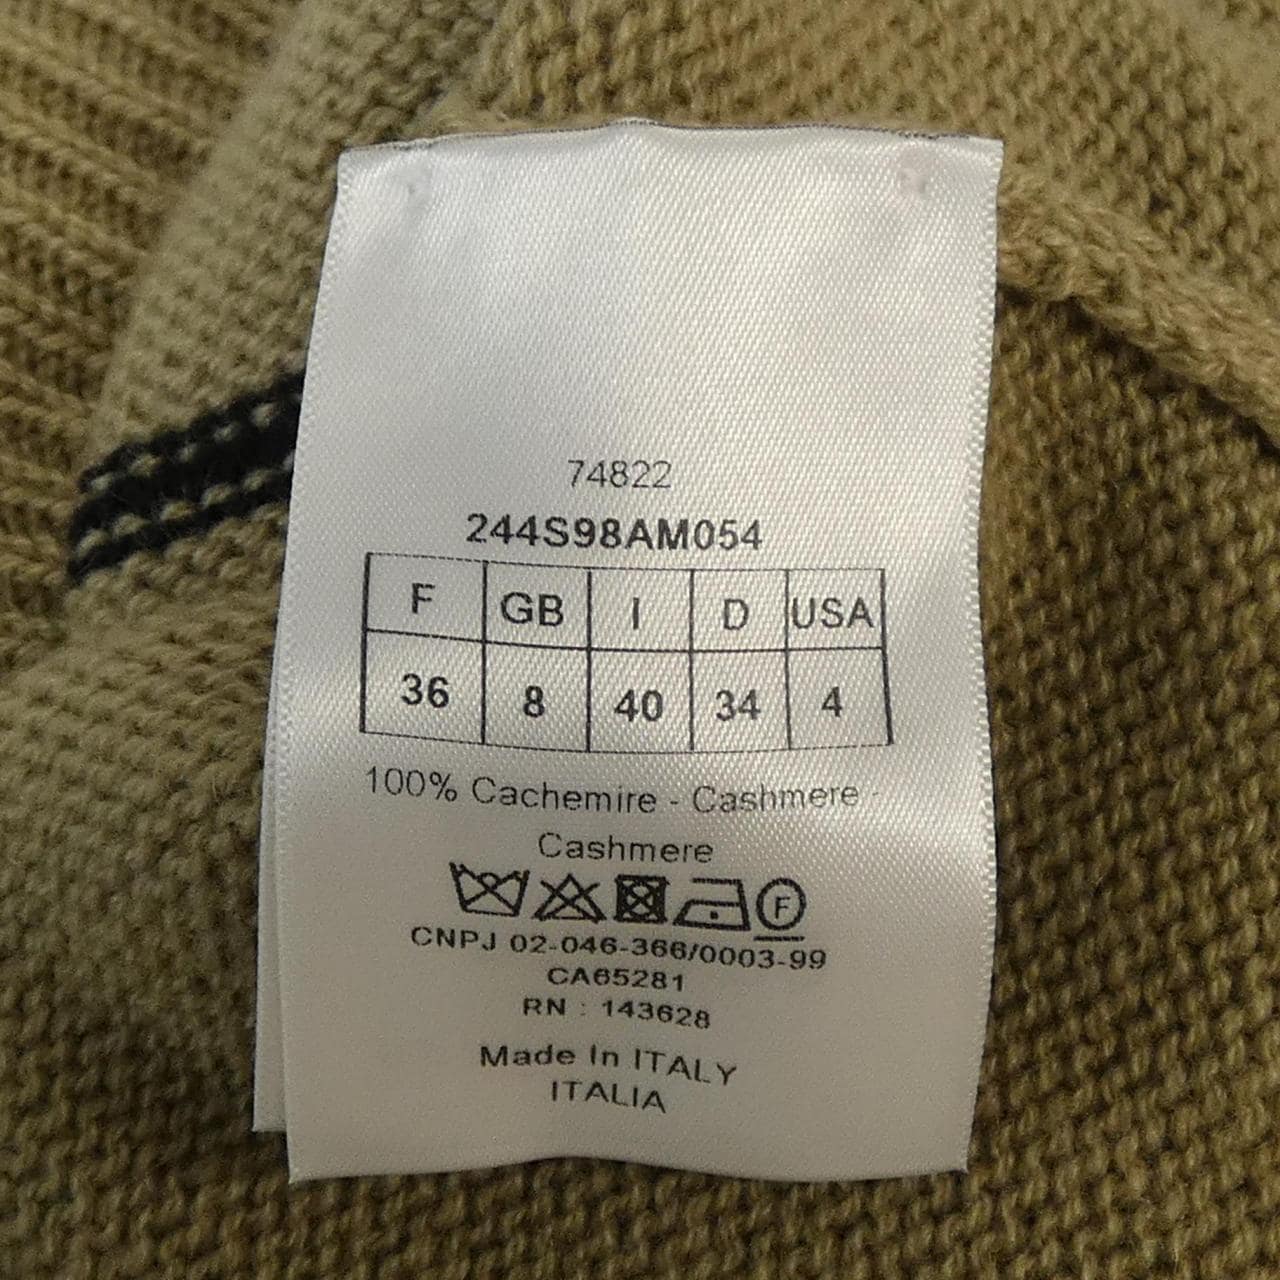 74822
244S98AM054
F GB I D USA
36 8 40 34 4
100% Cachemire - Cashmere -
Cashmere
F
CNPJ 02-046-366/0003-99
CA65281
RN : 143628
Made In ITALY
ITALIA